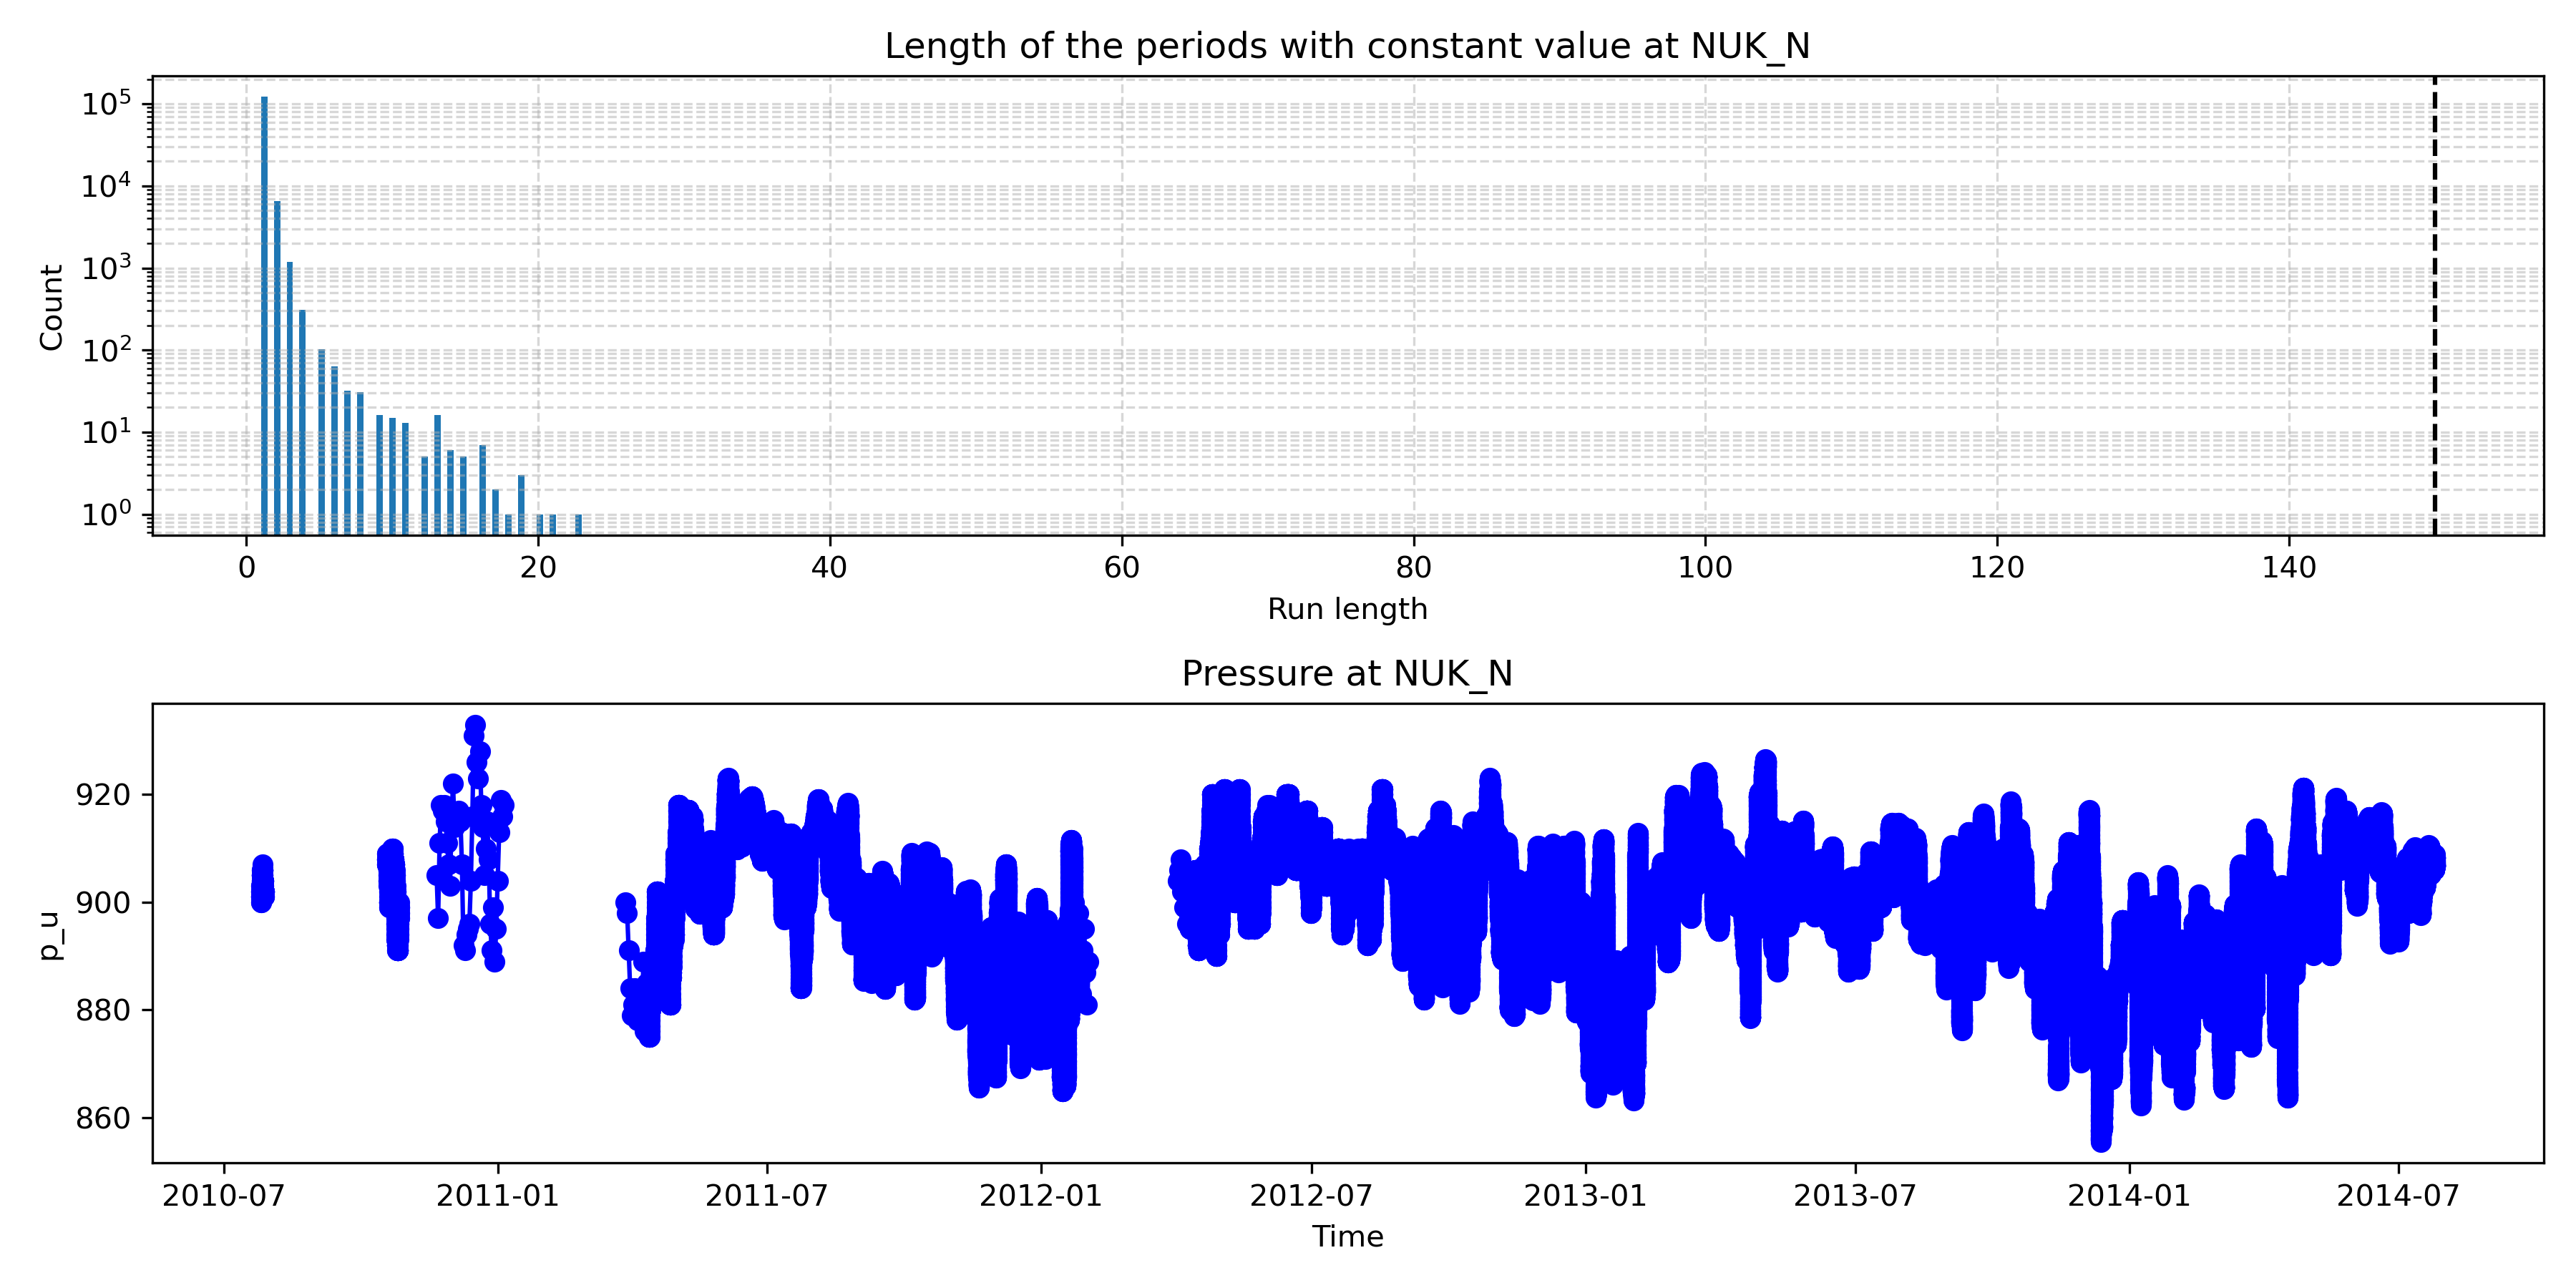 Length of the periods with constant value at NUK_N
10^5
10^4
10^3
10^2
10^1
10^0
Count
0 20 40 60 80 100 120 140
Run length
Pressure at NUK_N
920
900
880
860
p_u
2010-07 2011-01 2011-07 2012-01 2012-07 2013-01 2013-07 2014-01 2014-07
Time